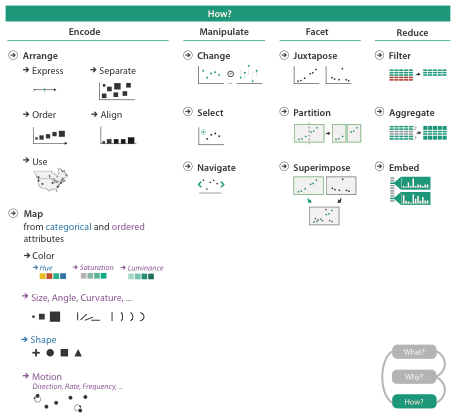 How?
Encode
Manipulate
Facet
Reduce
Arrange
Express
Separate
Order
Align
Use
Map
from categorical and ordered
attributes
Color
Hue
Saturation
Luminance
Size, Angle, Curvature, ...
Shape
Motion
Direction, Rate, Frequency, ...
Change
Select
Navigate
Juxtapose
Partition
Superimpose
Filter
Aggregate
Embed
What?
Why?
How?